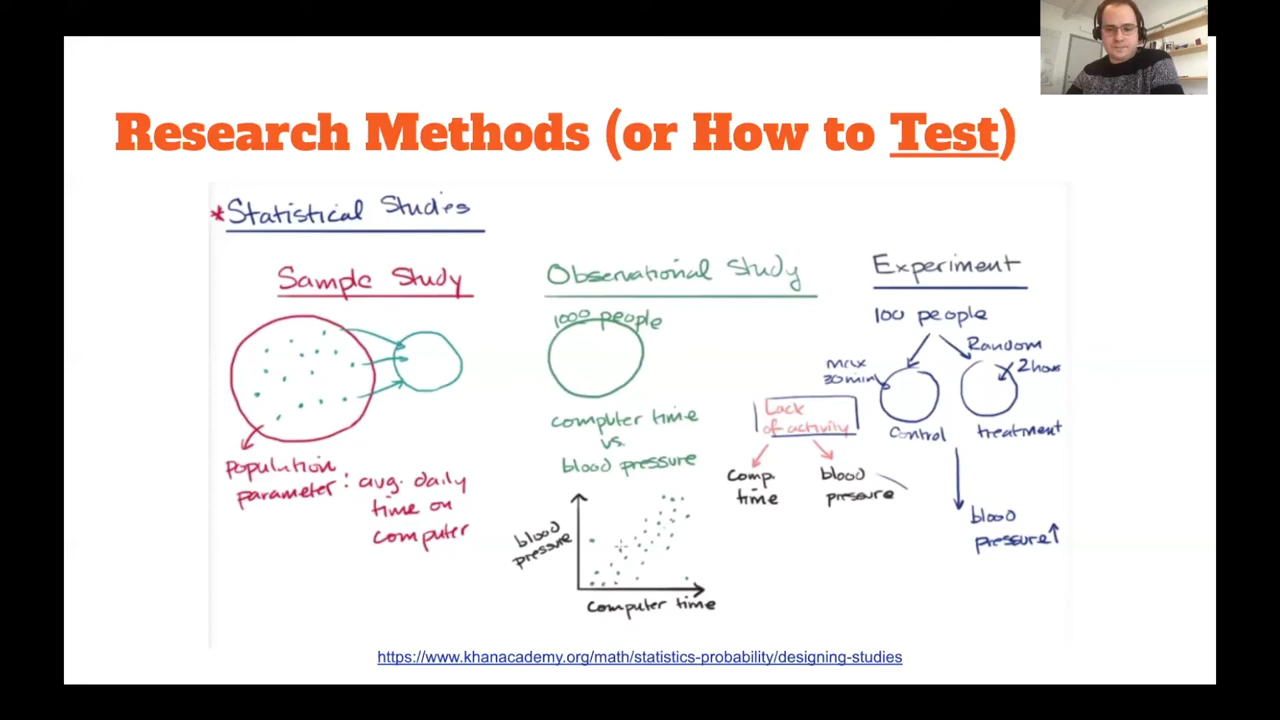 Research Methods (or How to Test)
*Statistical Studies
Sample Study
Population
parameter: avg. daily
time on
computer
Observational Study
1000 people
computer time
vs.
blood pressure
blood
pressure
computer time
Lack
of activity
comp.
time
blood
pressure
Experiment
100 people
Random
max
30 min
2 hours
Control
treatment
blood
pressure↑
https://www.khanacademy.org/math/statistics-probability/designing-studies